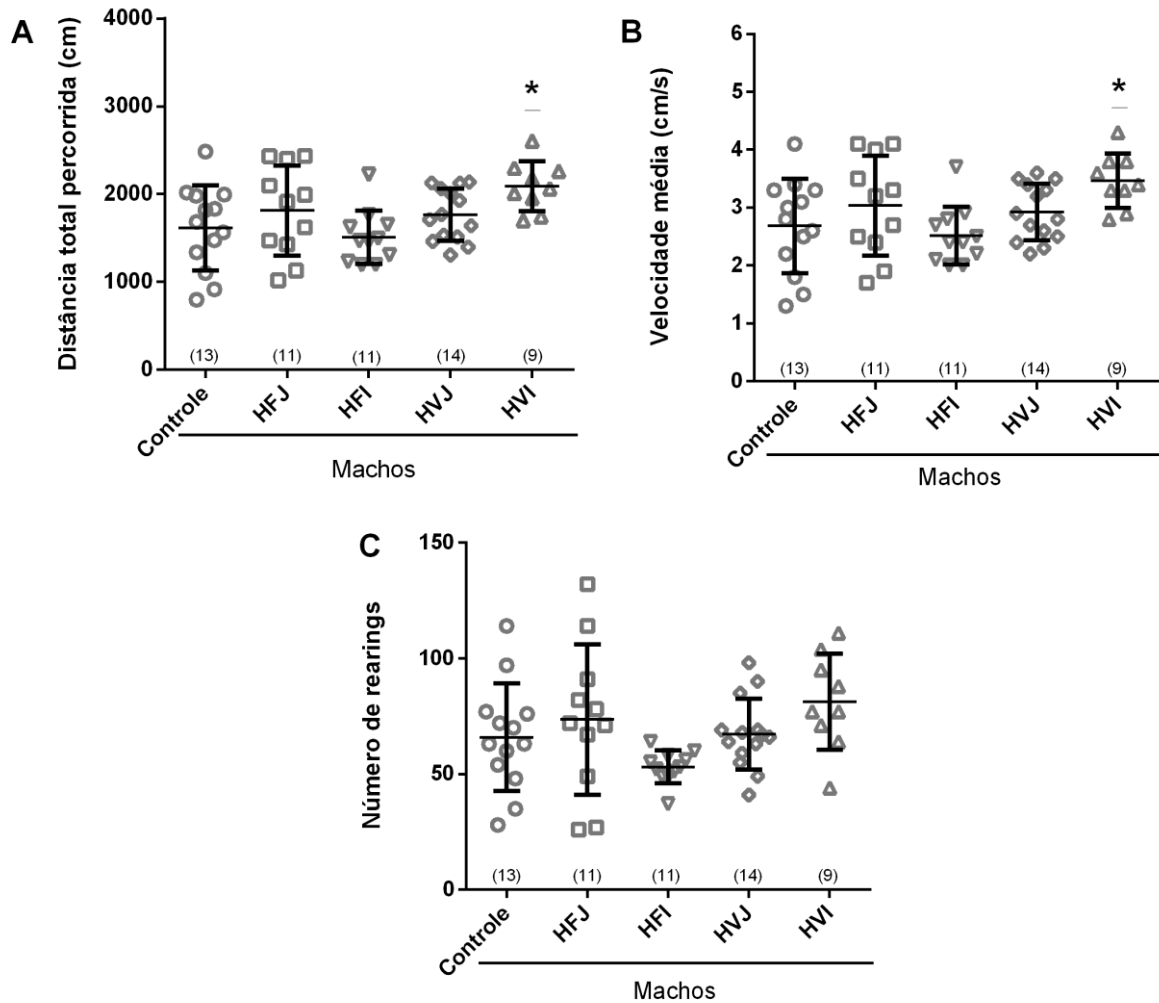 A
Distância total percorrida (cm)
4000
3000
2000
1000
0
*
(13) (11) (11) (14) (9)
Controle HFJ HFI HVJ HVI
Machos
B
Velocidade média (cm/s)
6
5
4
3
2
1
0
*
(13) (11) (11) (14) (9)
Controle HFJ HFI HVJ HVI
Machos
C
Número de rearings
150
100
50
0
(13) (11) (11) (14) (9)
Controle HFJ HFI HVJ HVI
Machos